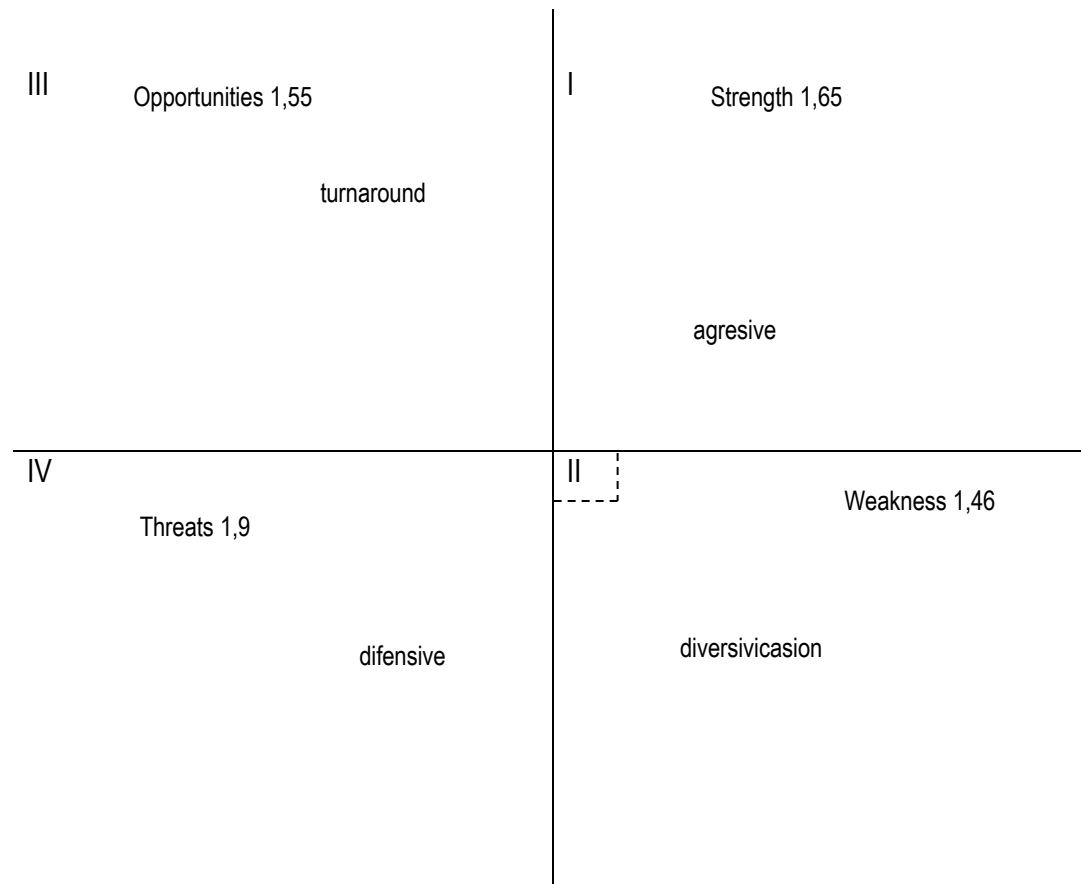 III
Opportunities 1,55
turnaround
I
Strength 1,65
agresive
IV
Threats 1,9
difensive
II
Weakness 1,46
diversivicasion